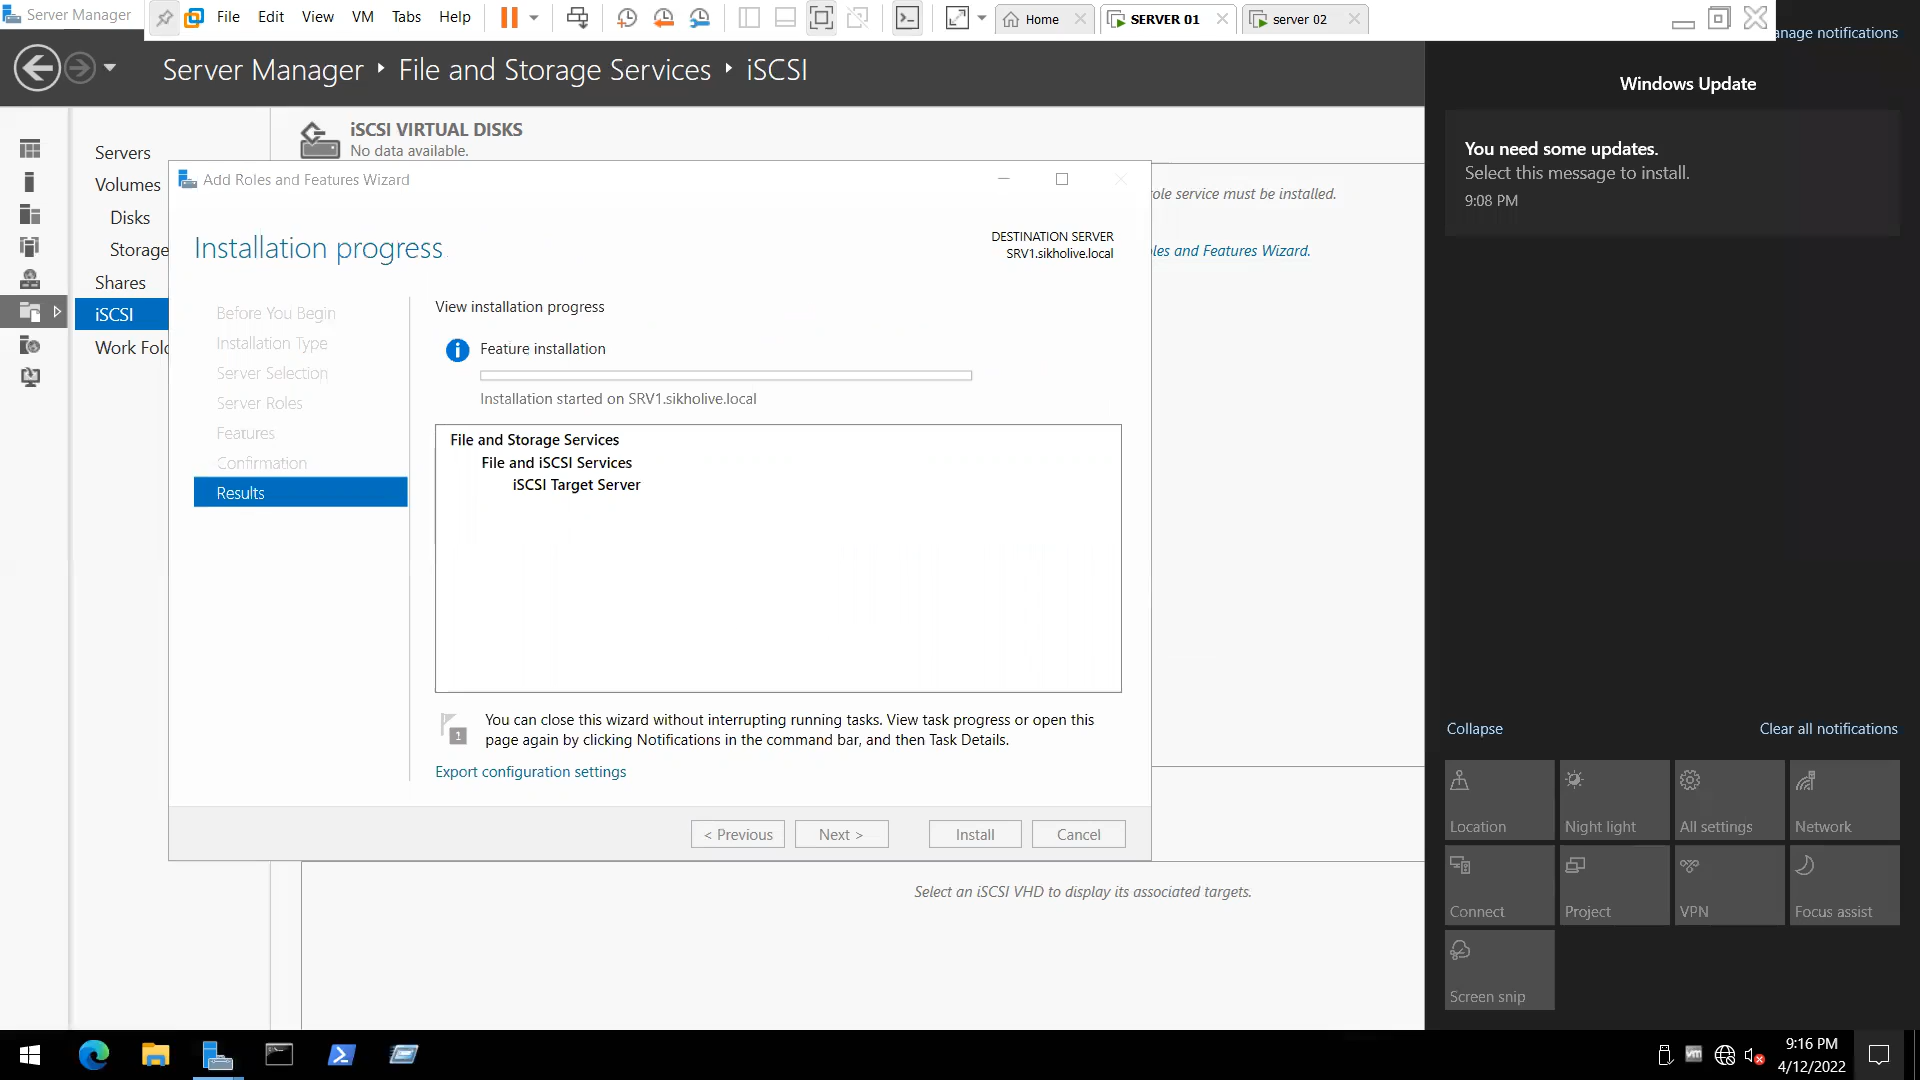 Server Manager
File Edit View VM Tabs Help
Home
SERVER 01
server 02
anage notifications
Server Manager File and Storage Services iSCSI
Windows Update
You need some updates.
Select this message to install.
9:08 PM
Servers
Volumes
Disks
Storage
Shares
iSCSI
Work Fold
iSCSI VIRTUAL DISKS
No data available.
ole service must be installed.
les and Features Wizard.
Add Roles and Features Wizard
Installation progress
DESTINATION SERVER
SRV1.sikholive.local
Before You Begin
Installation Type
Server Selection
Server Roles
Features
Confirmation
Results
View installation progress
Feature installation
Installation started on SRV1.sikholive.local
File and Storage Services
File and iSCSI Services
iSCSI Target Server
1
You can close this wizard without interrupting running tasks. View task progress or open this
page again by clicking Notifications in the command bar, and then Task Details.
Export configuration settings
< Previous
Next >
Install
Cancel
Select an iSCSI VHD to display its associated targets.
Collapse
Clear all notifications
Location
Night light
All settings
Network
Connect
Project
VPN
Focus assist
Screen snip
vm
9:16 PM
4/12/2022